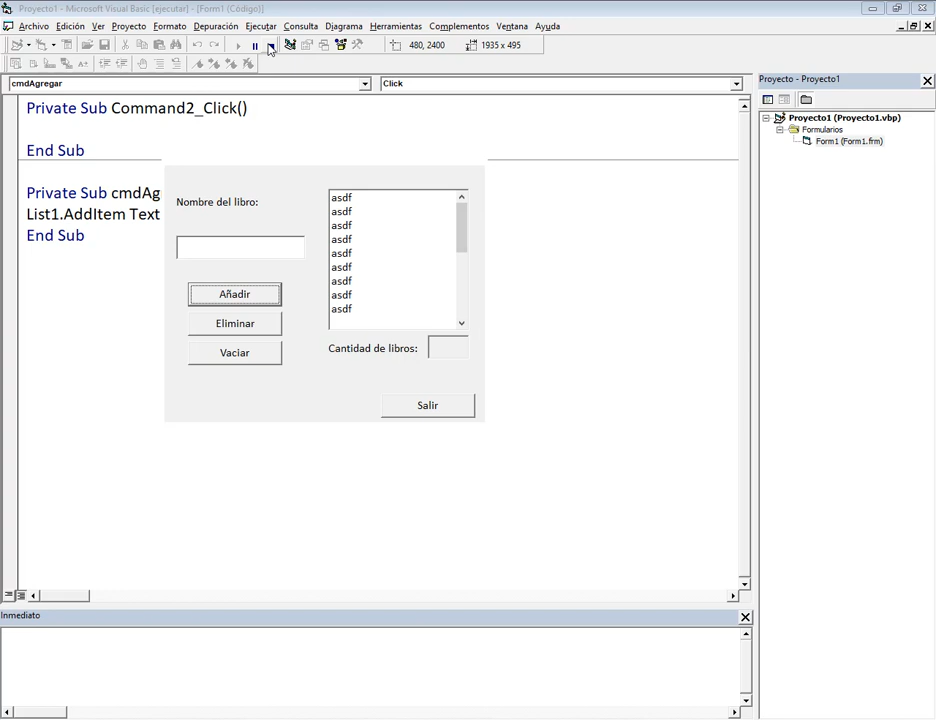 Proyecto1 - Microsoft Visual Basic [ejecutar] - [Form1 (Código)]
Archivo Edición Ver Proyecto Formato Depuración Ejecutar Consulta Diagrama Herramientas Complementos Ventana Ayuda
480, 2400 1935 x 495
cmdAgregar Click
Private Sub Command2_Click()
End Sub
Private Sub cmdAg
List1.AddItem Text
End Sub
Nombre del libro:
Añadir
Eliminar
Vaciar
asdf
asdf
asdf
asdf
asdf
asdf
asdf
asdf
asdf
Cantidad de libros:
Salir
Proyecto - Proyecto1
Proyecto1 (Proyecto1.vbp)
Formularios
Form1 (Form1.frm)
Inmediato